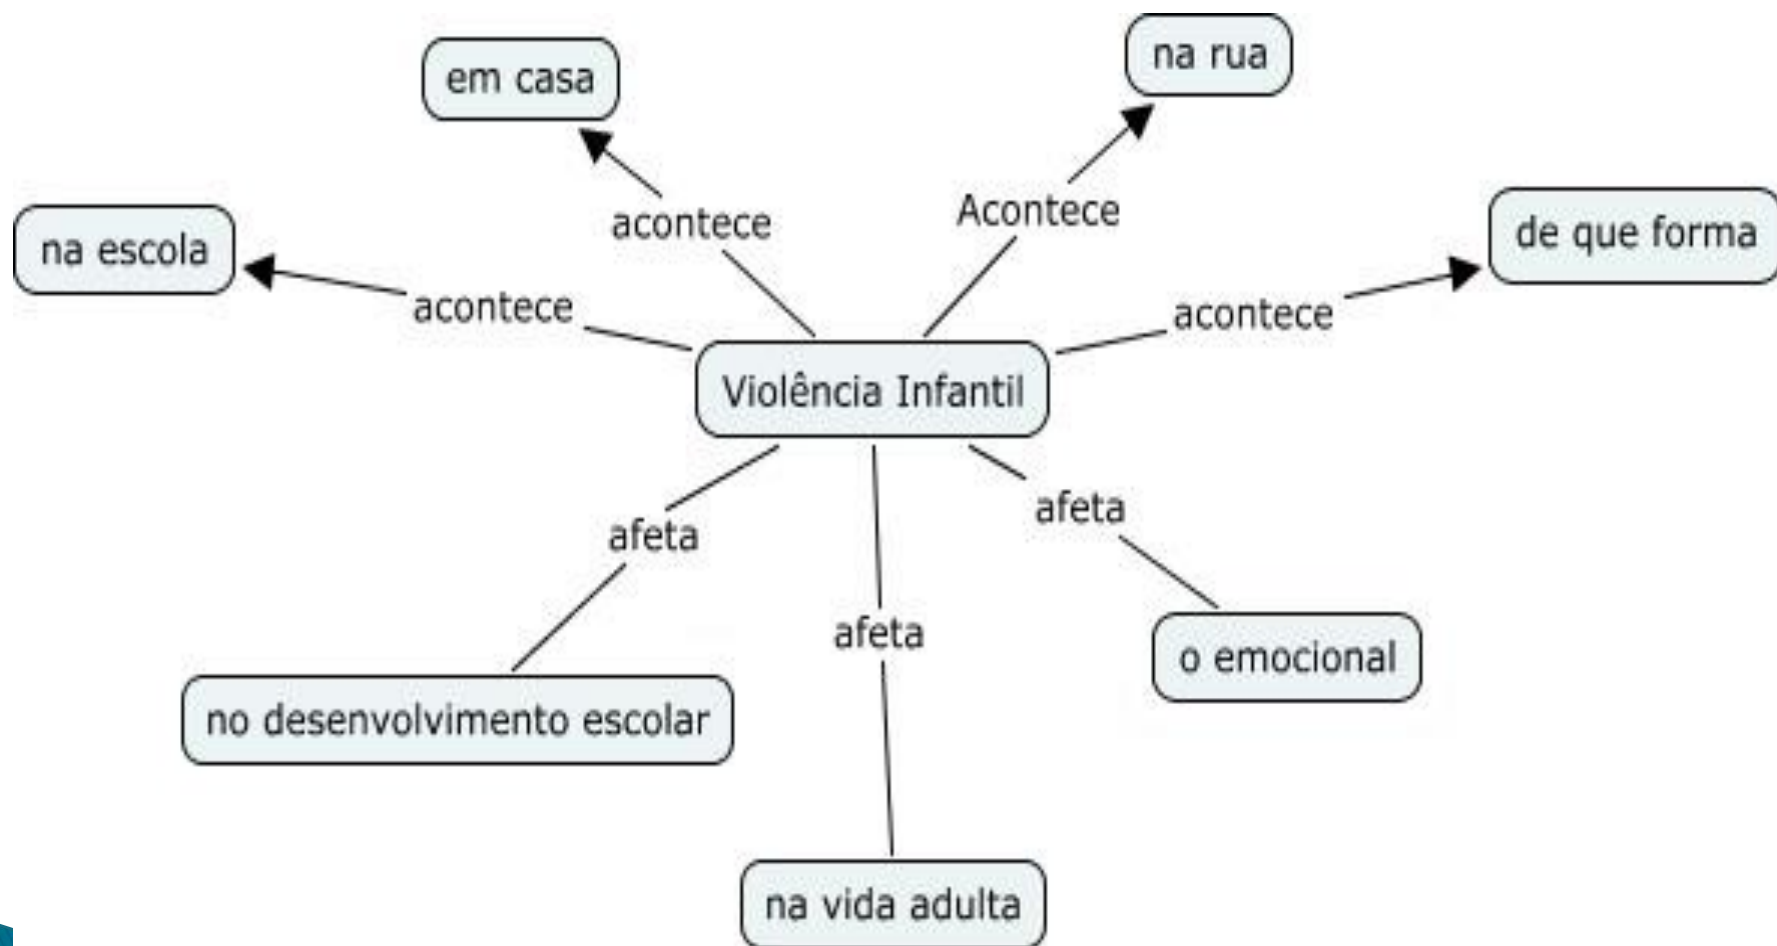 na rua
em casa
Acontece
acontece
de que forma
na escola
acontece
acontece
Violência Infantil
afeta
afeta
afeta
o emocional
no desenvolvimento escolar
na vida adulta